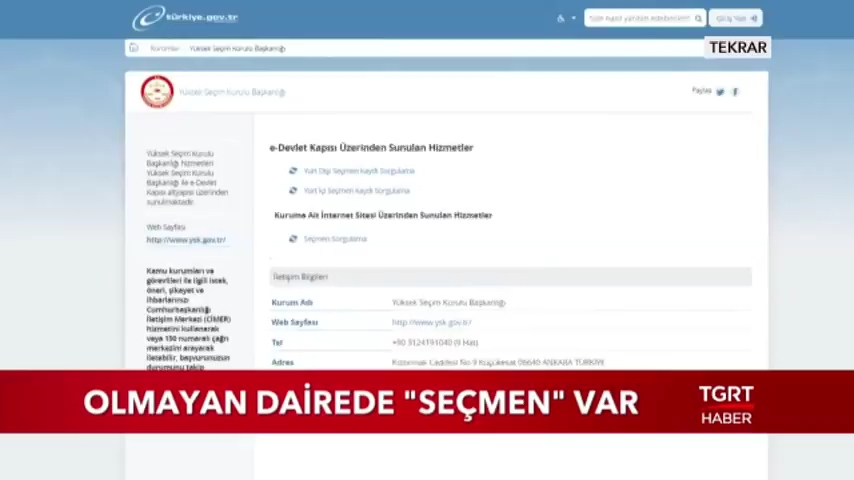 türkiye.gov.tr
Giriş Yap
Kurumlar Yüksek Seçim Kurulu Başkanlığı
TEKRAR
Yüksek Seçim Kurulu Başkanlığı
Paylaş
Yüksek Seçim Kurulu
Başkanlığı hizmetleri
Yüksek Seçim Kurulu
Başkanlığı ile e-Devlet
Kapısı altyapısı üzerinden
sunulmaktadır.
Web Sayfası
http://www.ysk.gov.tr/
Kamu kurumları ve
görevlileri ile ilgili istek,
öneri, şikayet ve
ihbarlarınızı
Cumhurbaşkanlığı
İletişim Merkezi (CİMER)
hizmetini kullanarak
veya 150 numaralı çağrı
merkezini arayarak
iletebilir, başvurunuzun
durumunu takip
e-Devlet Kapısı Üzerinden Sunulan Hizmetler
Yurt Dışı Seçmen Kaydı Sorgulama
Yurt İçi Seçmen Kaydı Sorgulama
Kuruma Ait İnternet Sitesi Üzerinden Sunulan Hizmetler
Seçmen Sorgulama
İletişim Bilgileri
Kurum Adı Yüksek Seçim Kurulu Başkanlığı
Web Sayfası http://www.ysk.gov.tr/
Tel +90 3124191040 (9 Hat)
Adres Kızılırmak Caddesi No:9 Küçükesat 06640 ANKARA TÜRKİYE
OLMAYAN DAİREDE "SEÇMEN" VAR
TGRT
HABER